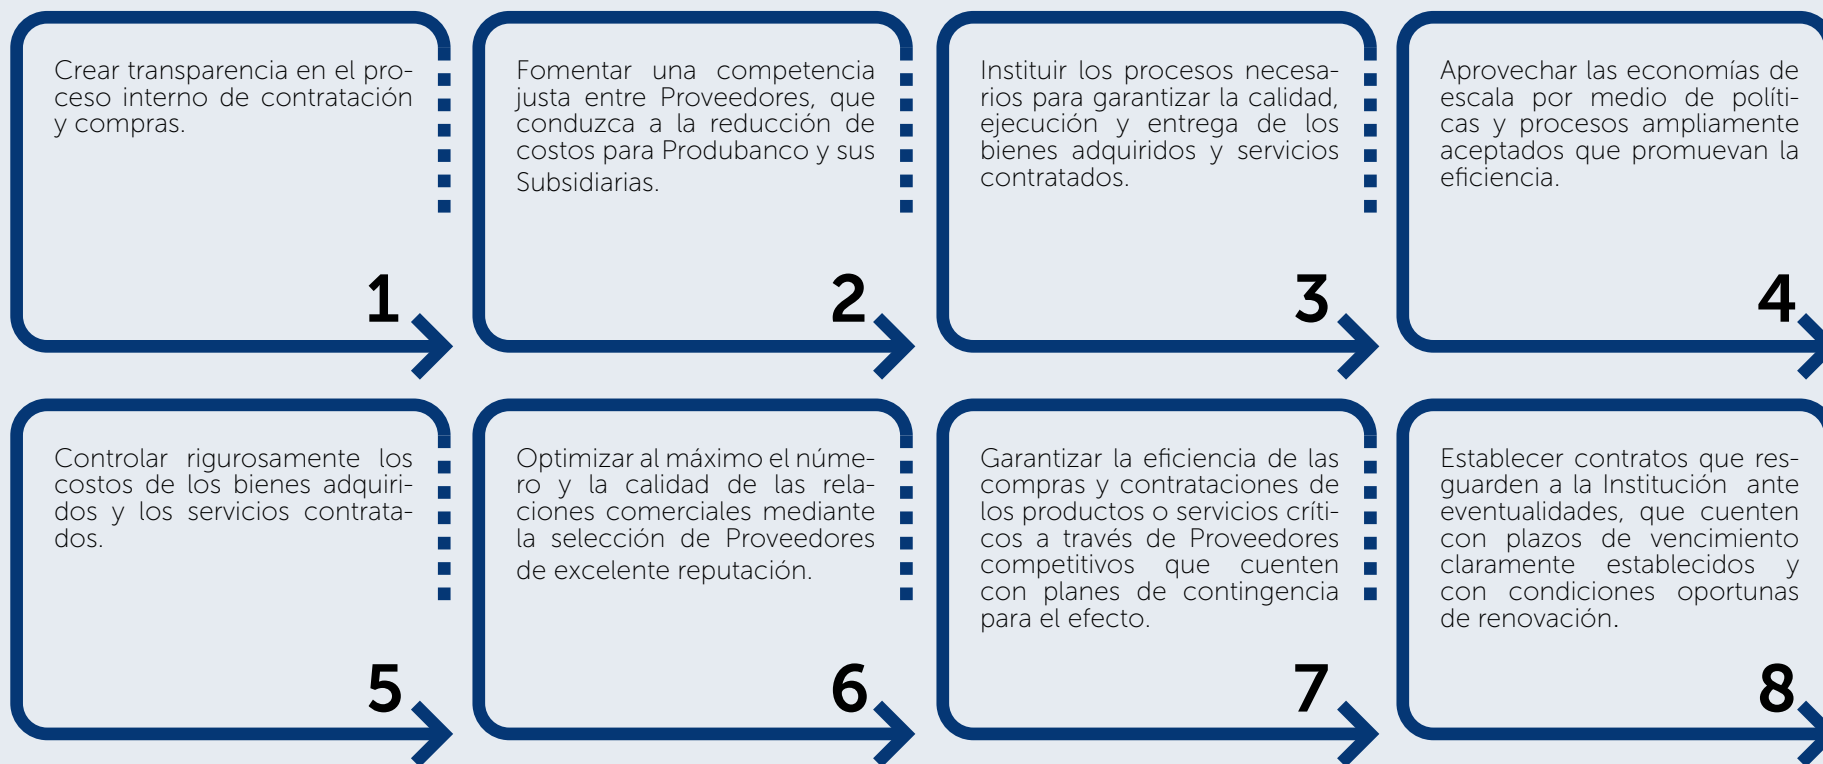 Crear transparencia en el pro-
ceso interno de contratación
y compras.
1
Fomentar una competencia
justa entre Proveedores, que
conduzca a la reducción de
costos para Produbanco y sus
Subsidiarias.
2
Instituir los procesos necesa-
rios para garantizar la calidad,
ejecución y entrega de los
bienes adquiridos y servicios
contratados.
3
Aprovechar las economías de
escala por medio de políti-
cas y procesos ampliamente
aceptados que promuevan la
eficiencia.
4
Controlar rigurosamente los
costos de los bienes adquiri-
dos y los servicios contrata-
dos.
5
Optimizar al máximo el núme-
ro y la calidad de las rela-
ciones comerciales mediante
la selección de Proveedores
de excelente reputación.
6
Garantizar la eficiencia de las
compras y contrataciones de
los productos o servicios críti-
cos a través de Proveedores
competitivos que cuenten
con planes de contingencia
para el efecto.
7
Establecer contratos que res-
guarden a la Institución ante
eventualidades, que cuenten
con plazos de vencimiento
claramente establecidos y
con condiciones oportunas
de renovación.
8